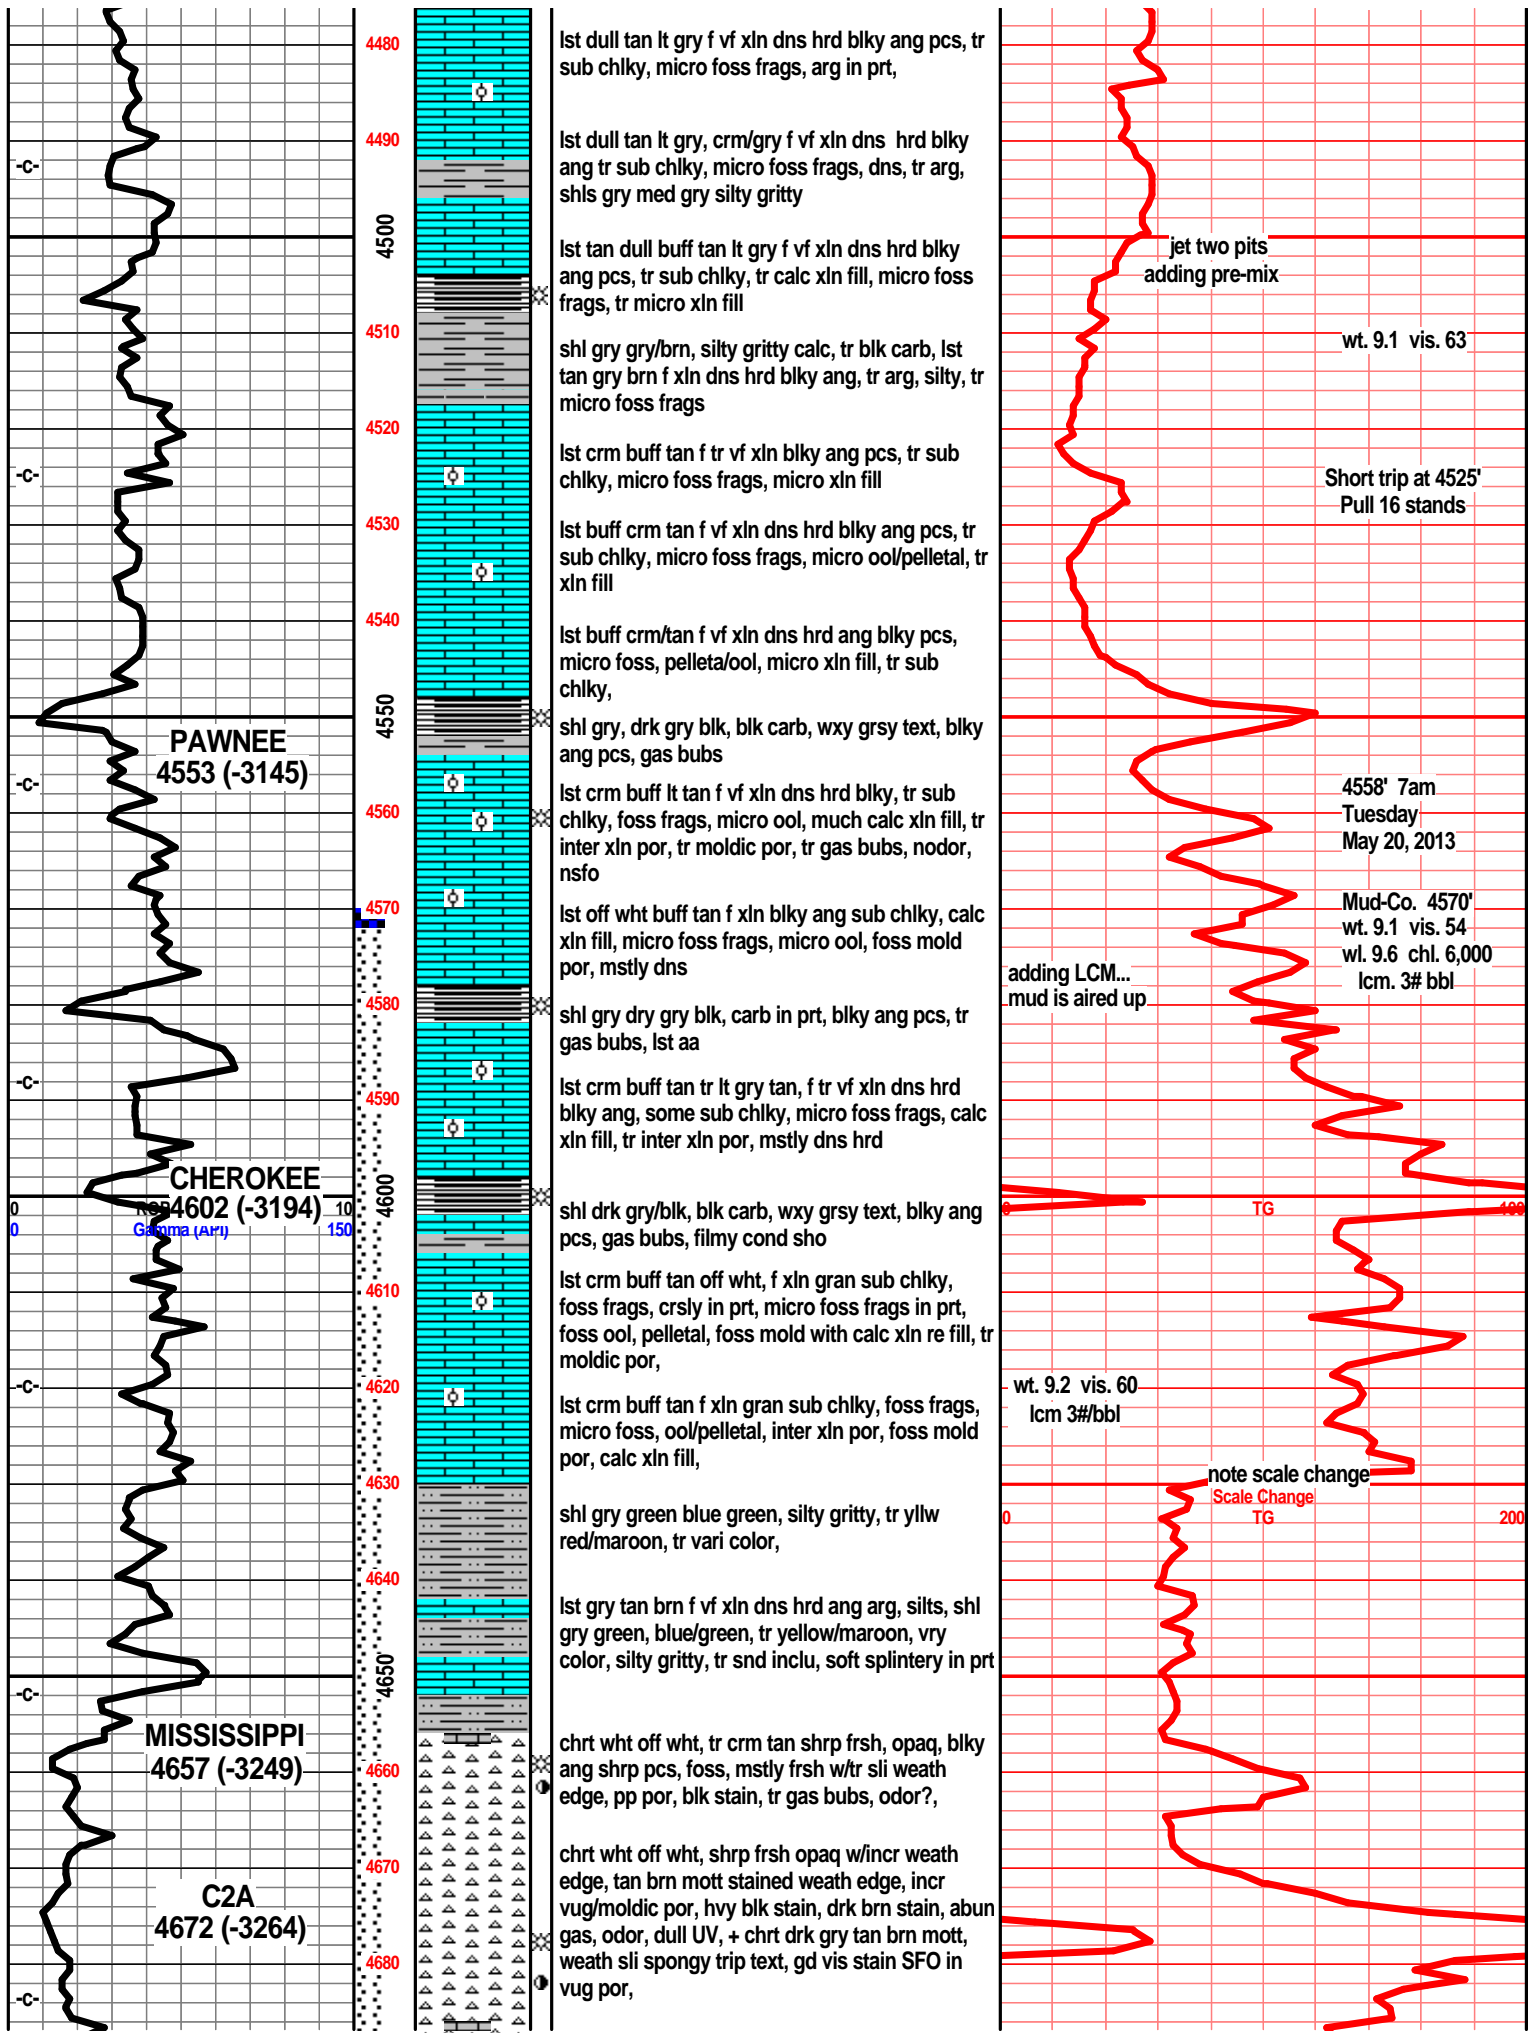 4480
lst dull tan lt gry f vf xln dns hrd blky ang pcs, tr
sub chlky, micro foss frags, arg in prt,
4490
-c-
lst dull tan lt gry, crm/gry f vf xln dns  hrd blky
ang tr sub chlky, micro foss frags, dns, tr arg,
shls gry med gry silty gritty
4500
lst tan dull buff tan lt gry f vf xln dns hrd blky
ang pcs, tr sub chlky, tr calc xln fill, micro foss
frags, tr micro xln fill
jet two pits
adding pre-mix
4510
wt. 9.1  vis. 63
shl gry gry/brn, silty gritty calc, tr blk carb, lst
tan gry brn f xln dns hrd blky ang, tr arg, silty, tr
micro foss frags
4520
-c-
lst crm buff tan f tr vf xln blky ang pcs, tr sub
chlky, micro foss frags, micro xln fill
Short trip at 4525'
Pull 16 stands
4530
lst buff crm tan f vf xln dns hrd blky ang pcs, tr
sub chlky, micro foss frags, micro ool/pelletal, tr
xln fill
4540
lst buff crm/tan f vf xln dns hrd ang blky pcs,
micro foss, pelleta/ool, micro xln fill, tr sub
chlky,
4550
shl gry, drk gry blk, blk carb, wxy grsy text, blky
ang pcs, gas bubs
PAWNEE
4553 (-3145)
-c-
4560
lst crm buff lt tan f vf xln dns hrd blky, tr sub
chlky, foss frags, micro ool, much calc xln fill, tr
inter xln por, tr moldic por, tr gas bubs, nodor,
nsfo
4558'  7am
Tuesday
May 20, 2013
4570
lst off wht buff tan f xln blky ang sub chlky, calc
xln fill, micro foss frags, micro ool, foss mold
por, mstly dns
Mud-Co.  4570'
wt. 9.1  vis. 54
wl. 9.6  chl. 6,000
lcm. 3# bbl
adding LCM...
mud is aired up
4580
shl gry dry gry blk, carb in prt, blky ang pcs, tr
gas bubs, lst aa
-c-
4590
lst crm buff tan tr lt gry tan, f tr vf xln dns hrd
blky ang, some sub chlky, micro foss frags, calc
xln fill, tr inter xln por, mstly dns hrd
CHEROKEE
4602 (-3194)
0 10
0 Gamma (API) 150
4600
shl drk gry/blk, blk carb, wxy grsy text, blky ang
pcs, gas bubs, filmy cond sho
0 TG 100
4610
lst crm buff tan off wht, f xln gran sub chlky,
foss frags, crsly in prt, micro foss frags in prt,
foss ool, pelletal, foss mold with calc xln re fill, tr
moldic por,
4620
-c-
lst crm buff tan f xln gran sub chlky, foss frags,
micro foss, ool/pelletal, inter xln por, foss mold
por, calc xln fill,
wt. 9.2  vis. 60
lcm 3#/bbl
4630
note scale change
Scale Change
0 TG 200
shl gry green blue green, silty gritty, tr yllw
red/maroon, tr vari color,
4640
lst gry tan brn f vf xln dns hrd ang arg, silts, shl
gry green, blue/green, tr yellow/maroon, vry
color, silty gritty, tr snd inclu, soft splintery in prt
4650
-c-
MISSISSIPPI
4657 (-3249)
4660
chrt wht off wht, tr crm tan shrp frsh, opaq, blky
ang shrp pcs, foss, mstly frsh w/tr sli weath
edge, pp por, blk stain, tr gas bubs, odor?,
4670
chrt wht off wht, shrp frsh opaq w/incr weath
edge, tan brn mott stained weath edge, incr
vug/moldic por, hvy blk stain, drk brn stain, abun
gas, odor, dull UV, + chrt drk gry tan brn mott,
weath sli spongy trip text, gd vis stain SFO in
vug por,
C2A
4672 (-3264)
4680
-c-